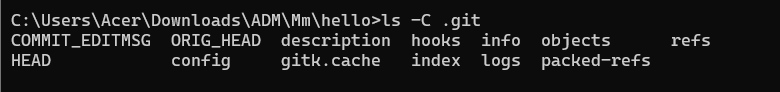 C:\Users\Acer\Downloads\ADM\Mm\hello>ls -C .git
COMMIT_EDITMSG  ORIG_HEAD  description  hooks  info  objects      refs
HEAD            config     gitk.cache   index  logs  packed-refs